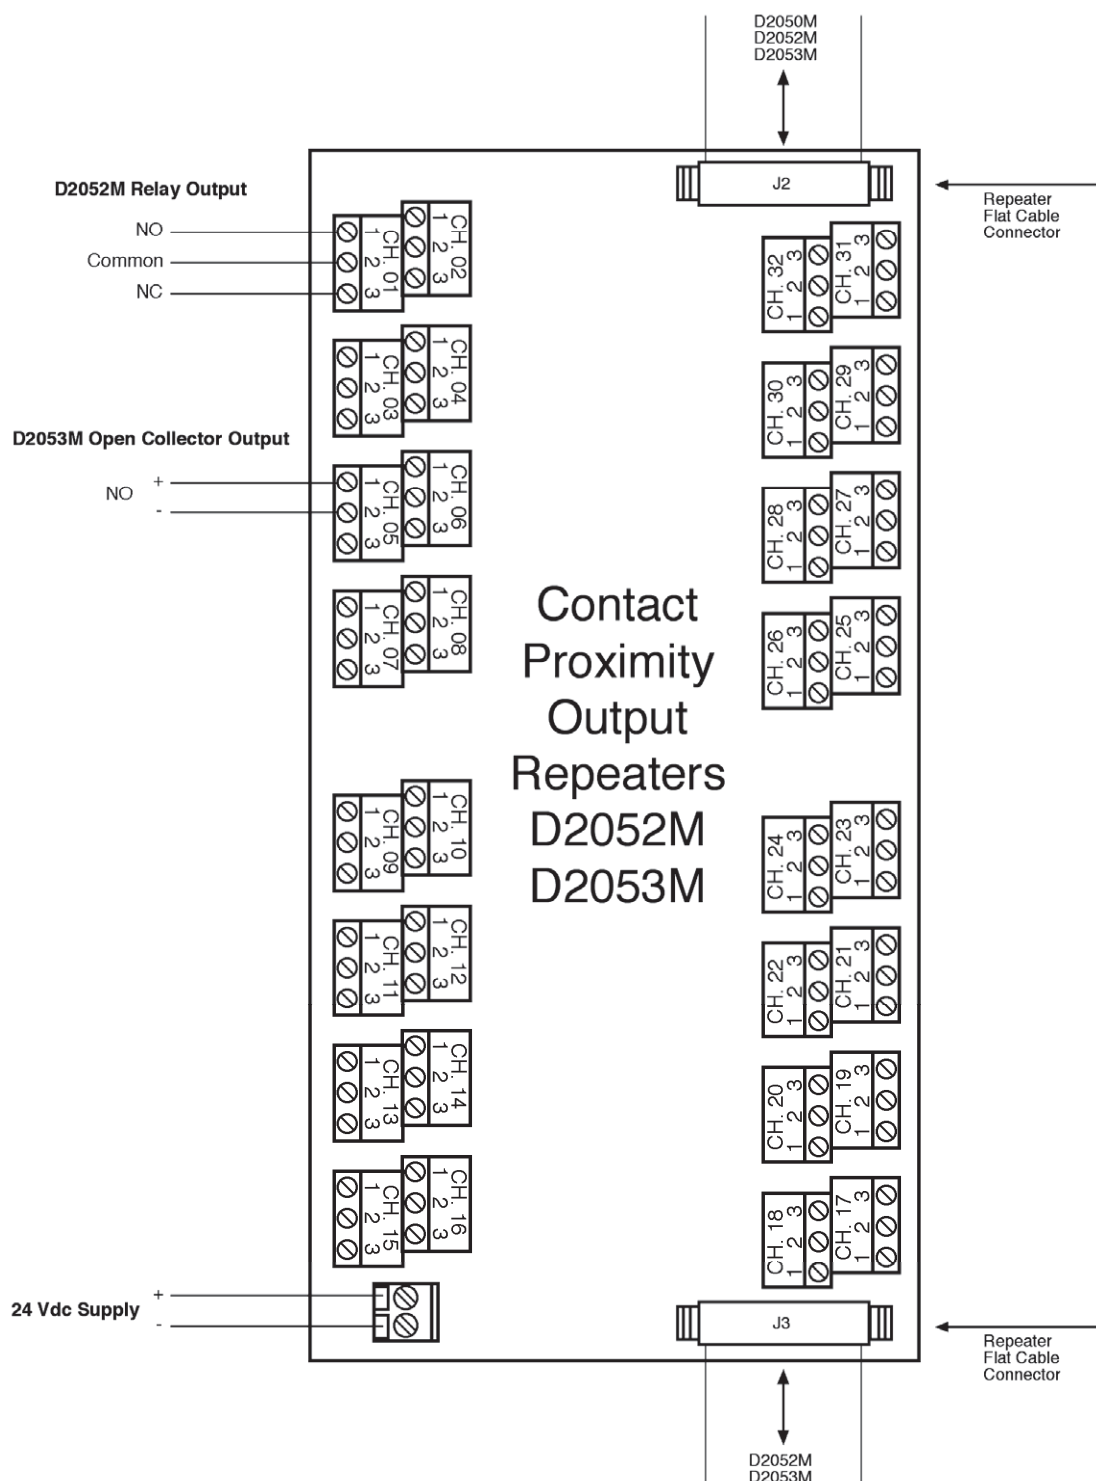 D2050M
D2052M
D2053M
J2
Repeater
Flat Cable
Connector
D2052M Relay Output
NO
Common
NC
1 2 3
CH. 01
1 2 3
CH. 02
CH. 32
1 2 3
CH. 31
1 2 3
1 2 3
CH. 03
1 2 3
CH. 04
CH. 30
1 2 3
CH. 29
1 2 3
D2053M Open Collector Output
NO
+
-
1 2 3
CH. 05
1 2 3
CH. 06
CH. 28
1 2 3
CH. 27
1 2 3
1 2 3
CH. 07
1 2 3
CH. 08
CH. 26
1 2 3
CH. 25
1 2 3
Contact
Proximity
Output
Repeaters
D2052M
D2053M
1 2 3
CH. 09
1 2 3
CH. 10
CH. 24
1 2 3
CH. 23
1 2 3
1 2 3
CH. 11
1 2 3
CH. 12
CH. 22
1 2 3
CH. 21
1 2 3
1 2 3
CH. 13
1 2 3
CH. 14
CH. 20
1 2 3
CH. 19
1 2 3
1 2 3
CH. 15
1 2 3
CH. 16
CH. 18
1 2 3
CH. 17
1 2 3
24 Vdc Supply
+
-
J3
Repeater
Flat Cable
Connector
D2052M
D2053M